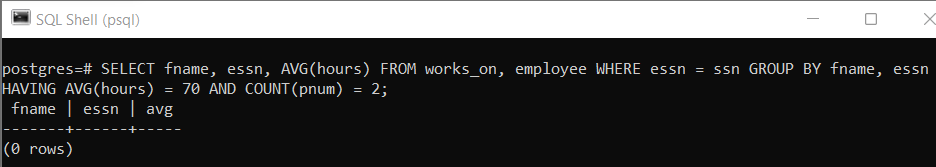 SQL Shell (psql)
postgres=# SELECT fname, essn, AVG(hours) FROM works_on, employee WHERE essn = ssn GROUP BY fname, essn
HAVING AVG(hours) = 70 AND COUNT(pnum) = 2;
 fname | essn | avg
-------+------+-----
(0 rows)